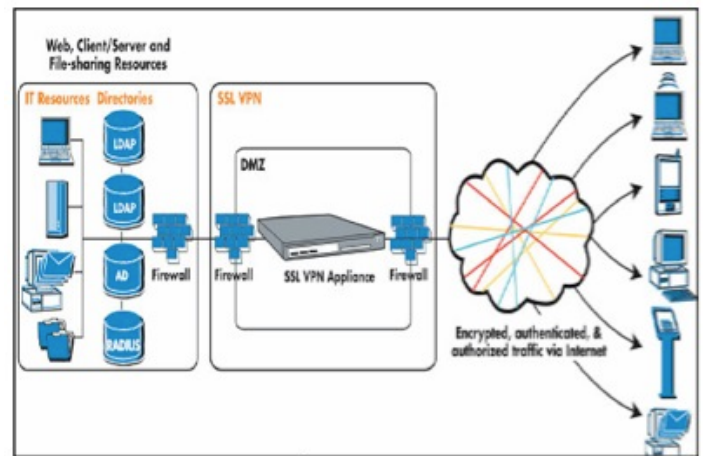 Web, Client/Server and
File-sharing Resources
IT Resources
Directories
LDAP
LDAP
AD
RADIUS
Firewall
SSL VPN
DMZ
Firewall
SSL VPN Appliance
Firewall
Encrypted, authenticated, &
authorized traffic via Internet